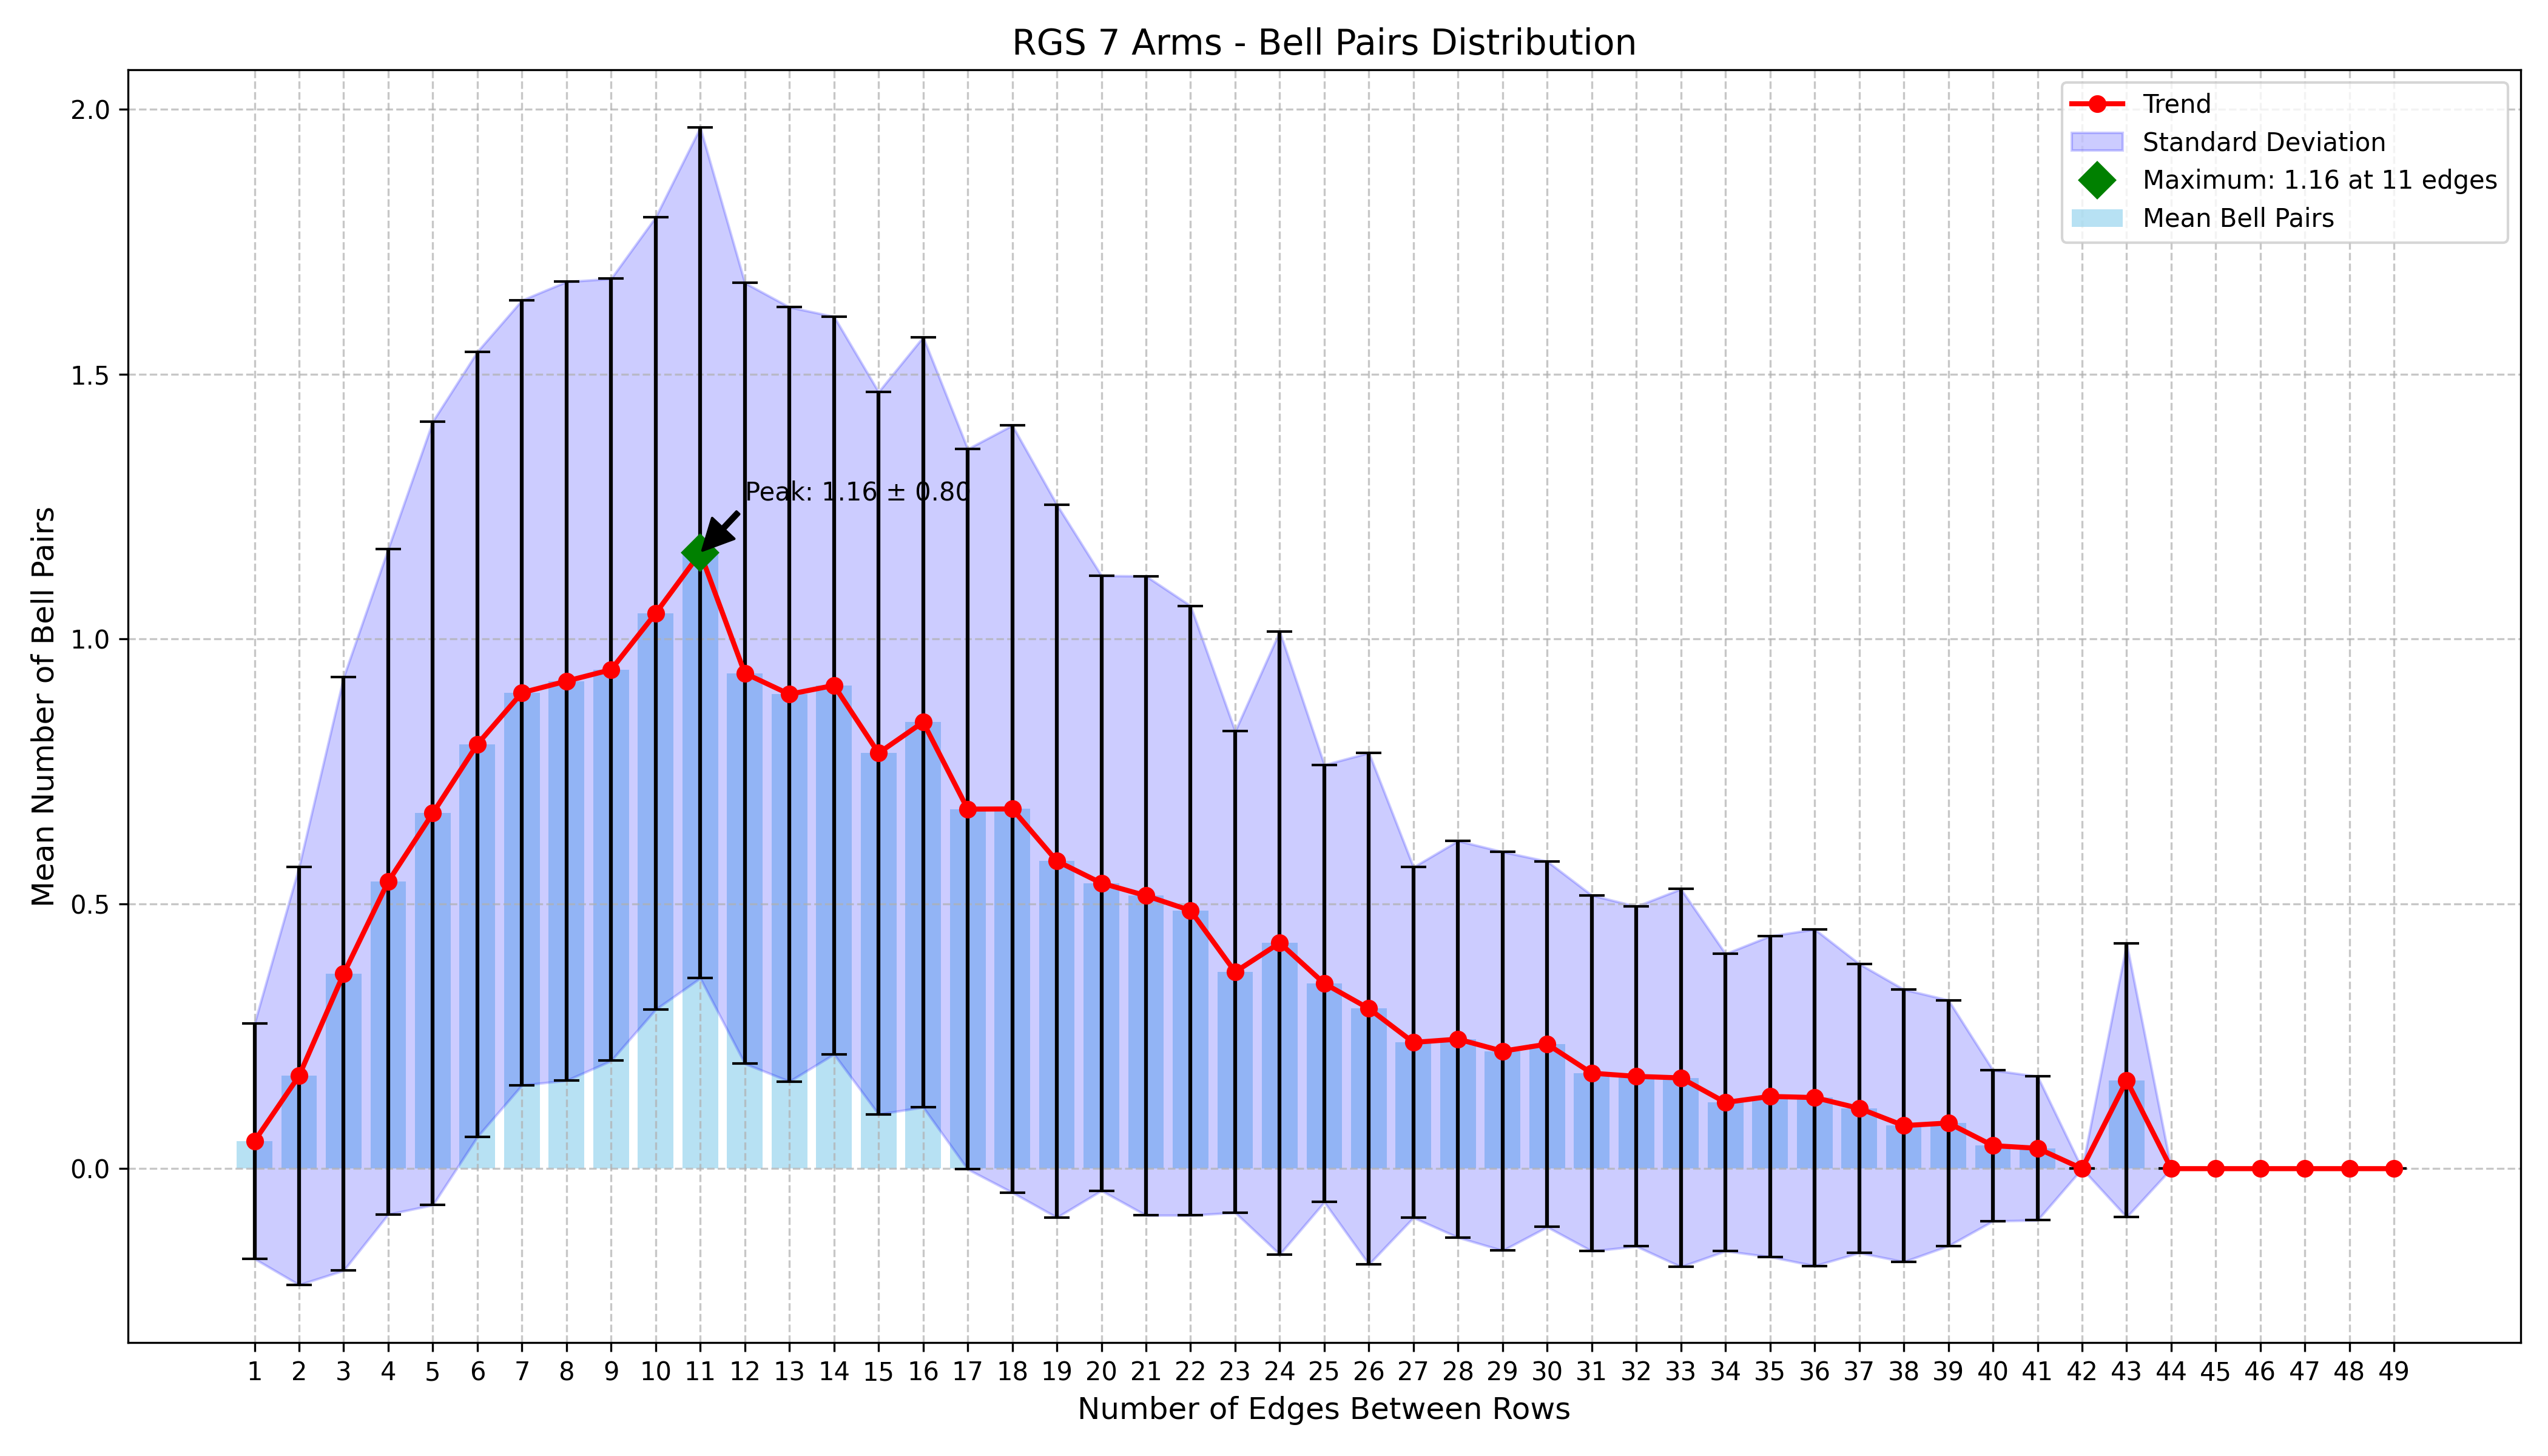 RGS 7 Arms - Bell Pairs Distribution
Trend
Standard Deviation
Maximum: 1.16 at 11 edges
Mean Bell Pairs
2.0
1.5
1.0
0.5
0.0
Mean Number of Bell Pairs
Peak: 1.16 ± 0.80
1 2 3 4 5 6 7 8 9 10 11 12 13 14 15 16 17 18 19 20 21 22 23 24 25 26 27 28 29 30 31 32 33 34 35 36 37 38 39 40 41 42 43 44 45 46 47 48 49
Number of Edges Between Rows